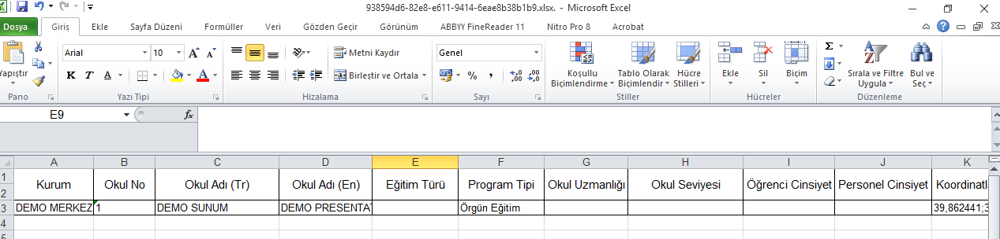 938594d6-82e8-e611-9414-6eae8b38b1b9.xlsx. - Microsoft Excel
Dosya Giriş Ekle Sayfa Düzeni Formüller Veri Gözden Geçir Görünüm ABBYY FineReader 11 Nitro Pro 8 Acrobat
Arial 10 Metni Kaydır Genel
Yapıştır K T A Birleştir ve Ortala % Koşullu Biçimlendirme Tablo Olarak Biçimlendir Hücre Stilleri Ekle Sil Biçim Sırala ve Filtre Uygula Bul ve Seç
Pano Yazı Tipi Hizalama Sayı Stiller Hücreler Düzenleme
E9 fx
A B C D E F G H I J K
1
2 Kurum Okul No Okul Adı (Tr) Okul Adı (En) Eğitim Türü Program Tipi Okul Uzmanlığı Okul Seviyesi Öğrenci Cinsiyet Personel Cinsiyet Koordinatl
3 DEMO MERKEZ 1 DEMO SUNUM DEMO PRESENTA Örgün Eğitim 39,862441;3
4
5